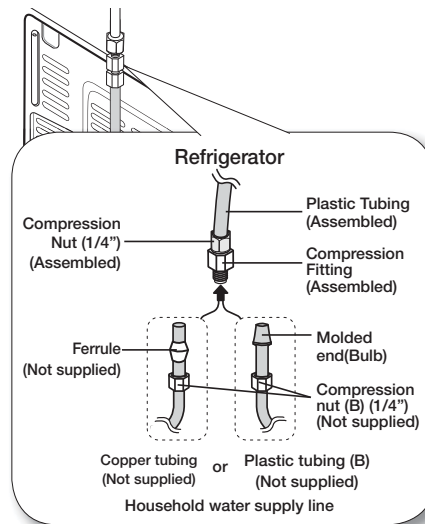 Refrigerator
Plastic Tubing
(Assembled)
Compression
Nut (1/4”)
(Assembled)
Compression
Fitting
(Assembled)
Ferrule
(Not supplied)
Molded
end(Bulb)
Compression
nut (B) (1/4”)
(Not supplied)
Copper tubing
(Not supplied)
or
Plastic tubing (B)
(Not supplied)
Household water supply line